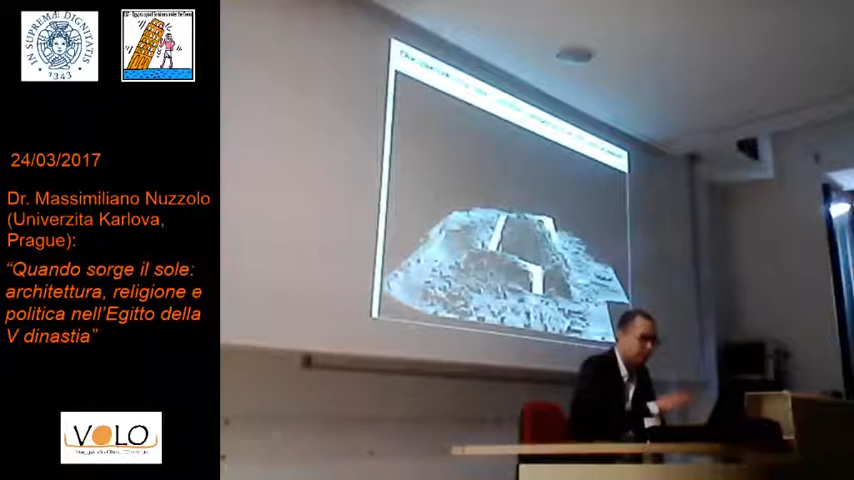 IN SUPREMÆ DIGNITATIS
·1343·
24/03/2017
Dr. Massimiliano Nuzzolo
(Univerzita Karlova,
Prague):
“Quando sorge il sole:
architettura, religione e
politica nell’Egitto della
V dinastia”
VOLO